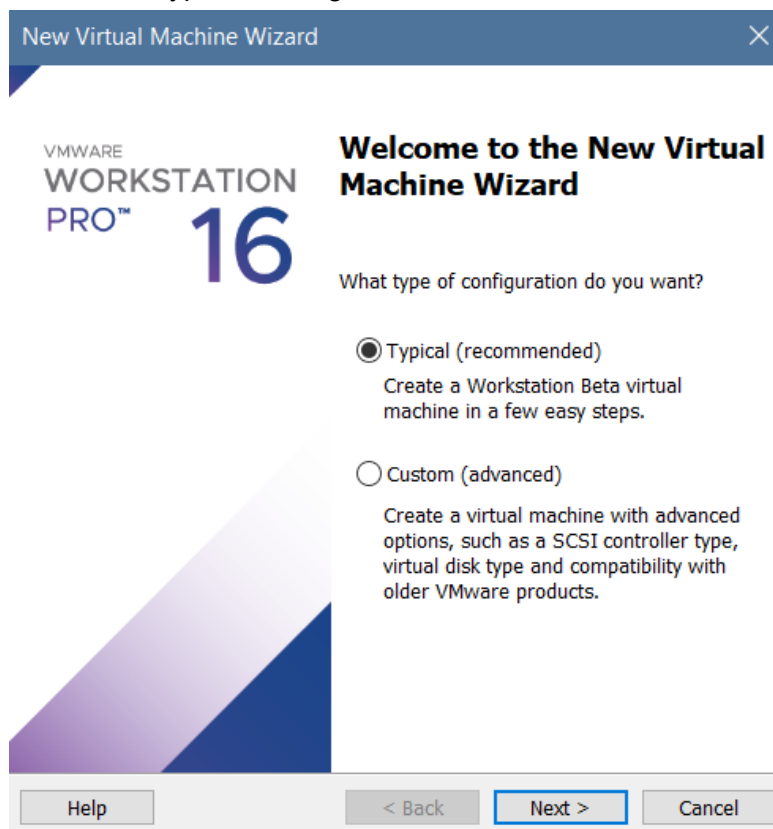 New Virtual Machine Wizard
VMWARE
WORKSTATION
PRO™ 16
Welcome to the New Virtual
Machine Wizard
What type of configuration do you want?
Typical (recommended)
Create a Workstation Beta virtual
machine in a few easy steps.
Custom (advanced)
Create a virtual machine with advanced
options, such as a SCSI controller type,
virtual disk type and compatibility with
older VMware products.
Help < Back Next > Cancel